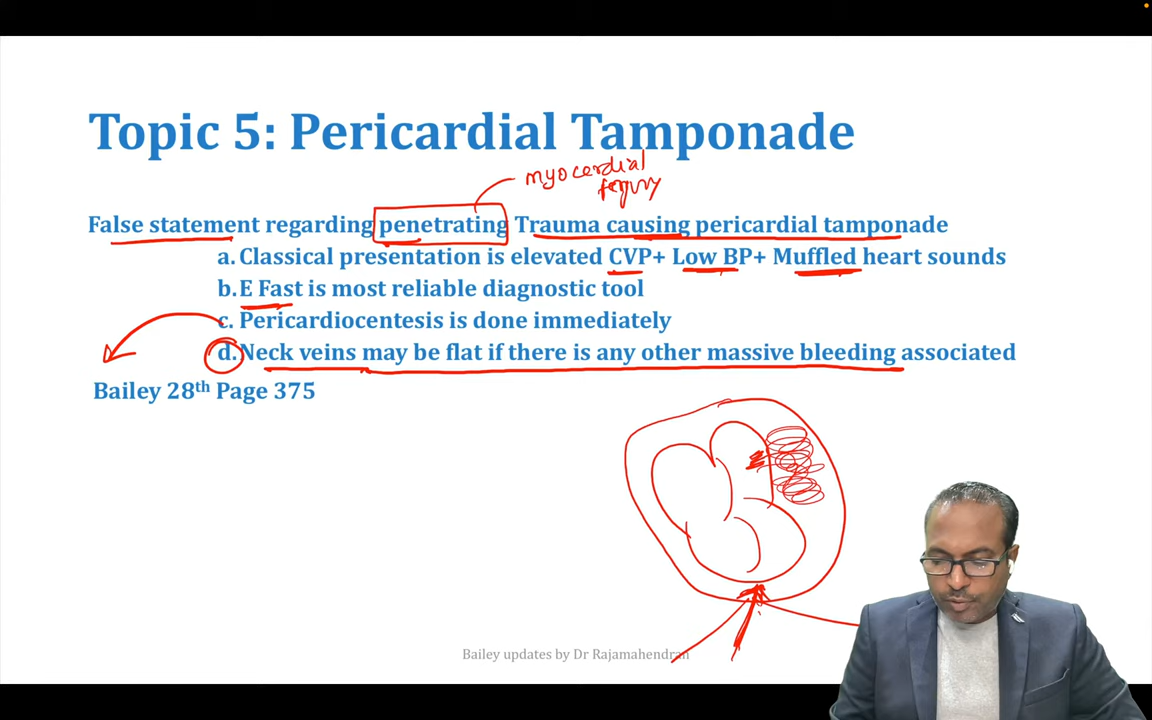 Topic 5: Pericardial Tamponade
myocardial
injury
False statement regarding penetrating Trauma causing pericardial tamponade
a. Classical presentation is elevated CVP+ Low BP+ Muffled heart sounds
b. E Fast is most reliable diagnostic tool
c. Pericardiocentesis is done immediately
d. Neck veins may be flat if there is any other massive bleeding associated
Bailey 28th Page 375
Bailey updates by Dr Rajamahendran